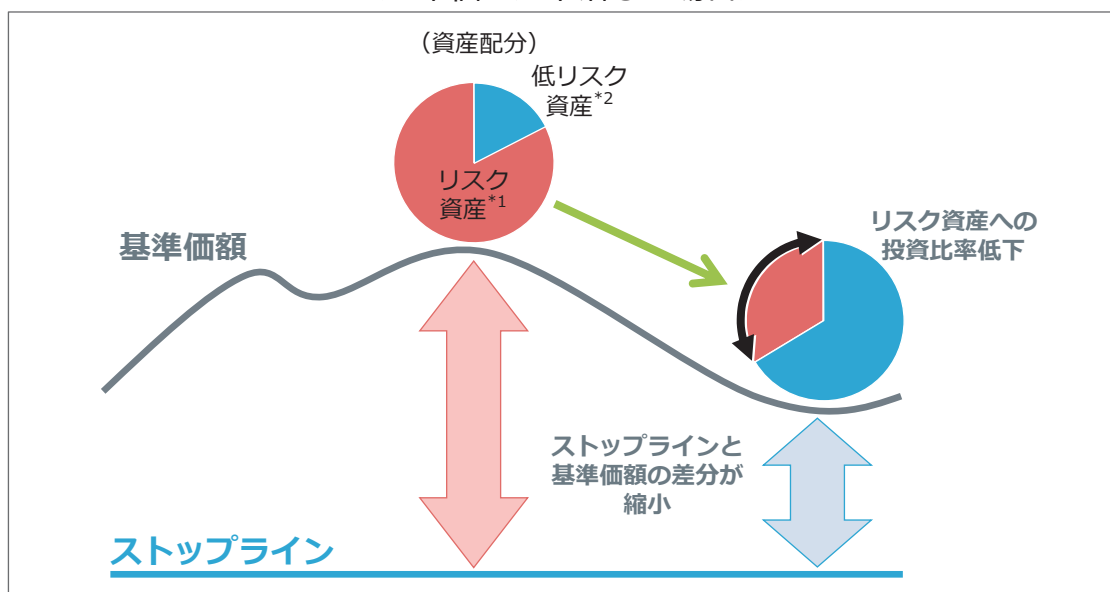 （資産配分）
低リスク
資産*2
リスク
資産*1
基準価額
リスク資産への
投資比率低下
ストップラインと
基準価額の差分が
縮小
ストップライン